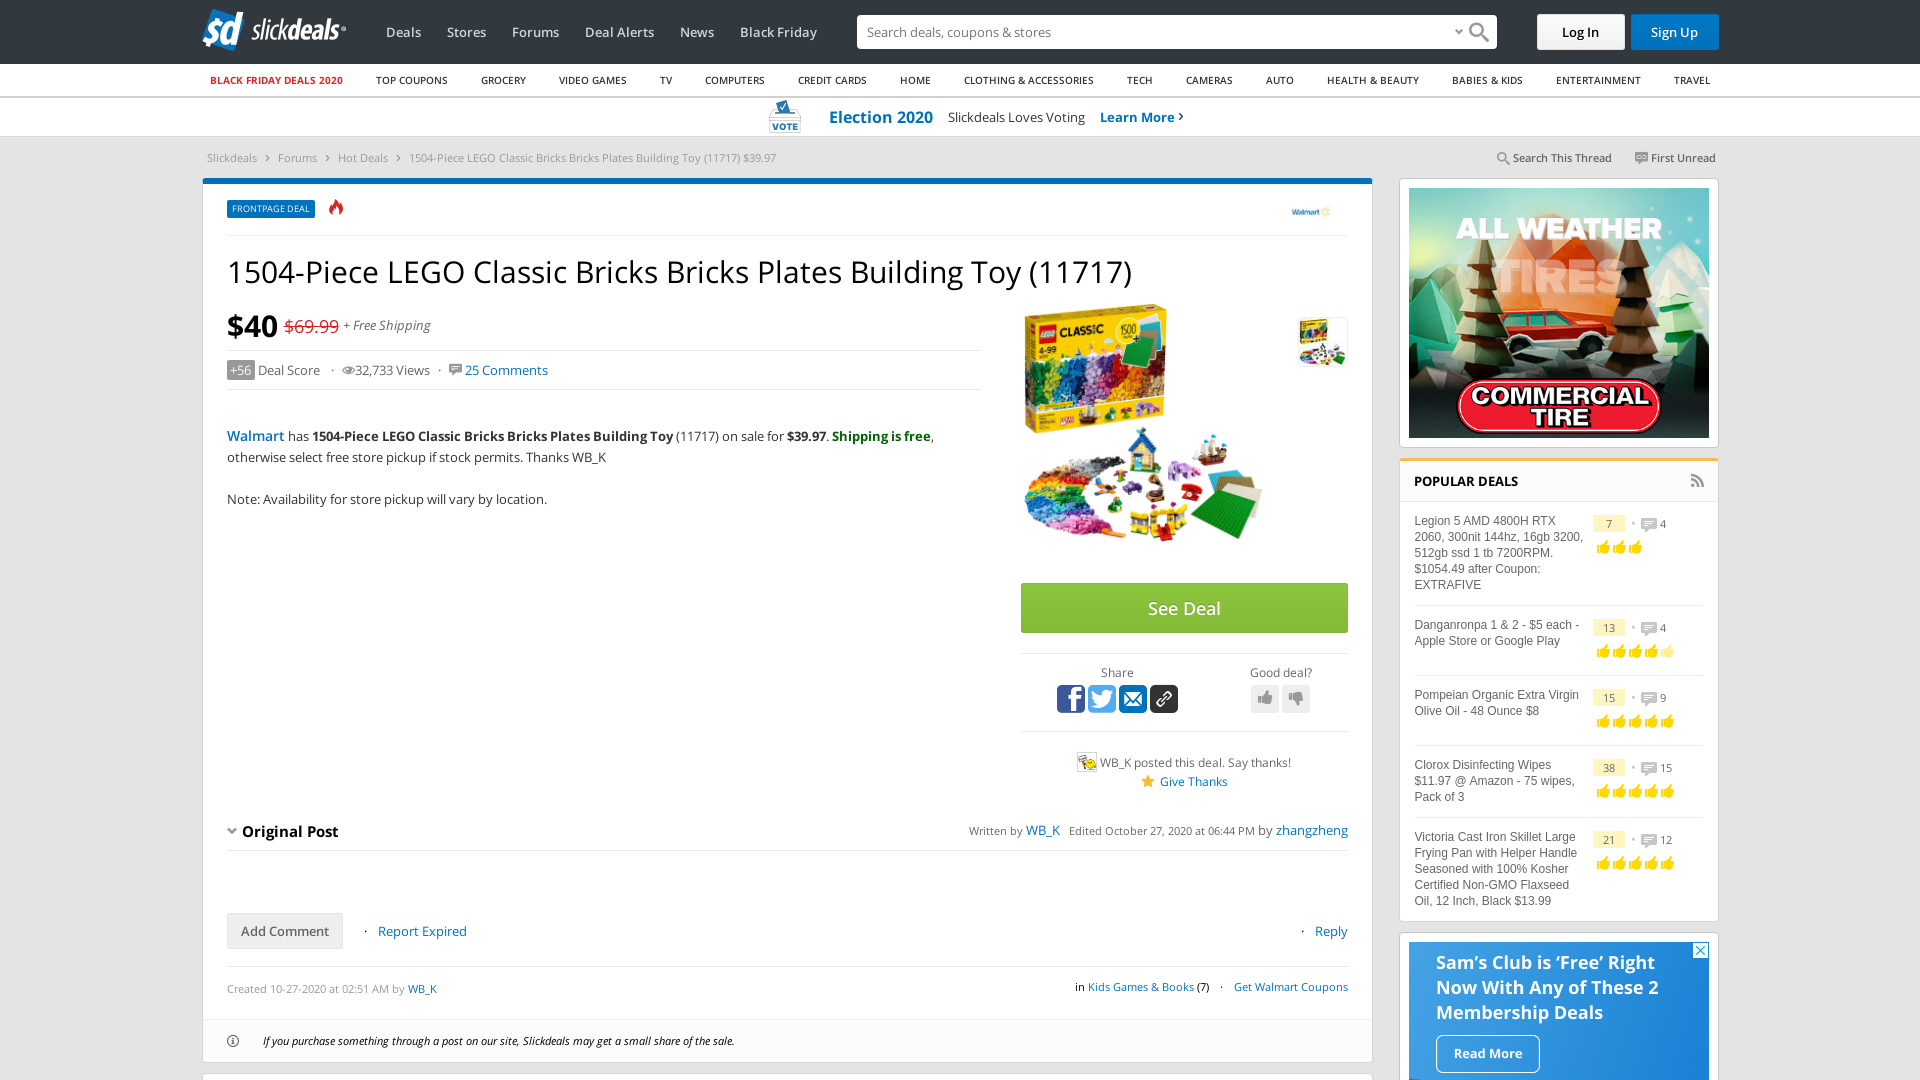 slickdeals
Deals
Stores
Forums
Deal Alerts
News
Black Friday
Search deals, coupons & stores
Log In
Sign Up
BLACK FRIDAY DEALS 2020
TOP COUPONS
GROCERY
VIDEO GAMES
TV
COMPUTERS
CREDIT CARDS
HOME
CLOTHING & ACCESSORIES
TECH
CAMERAS
AUTO
HEALTH & BEAUTY
BABIES & KIDS
ENTERTAINMENT
TRAVEL
VOTE
Election 2020 Slickdeals Loves Voting Learn More
Slickdeals > Forums > Hot Deals > 1504-Piece LEGO Classic Bricks Bricks Plates Building Toy (11717) $39.97
Search This Thread
First Unread
FRONTPAGE DEAL
Walmart
1504-Piece LEGO Classic Bricks Bricks Plates Building Toy (11717)
$40 $69.99 + Free Shipping
+56 Deal Score · 32,733 Views · 25 Comments
Walmart has 1504-Piece LEGO Classic Bricks Bricks Plates Building Toy (11717) on sale for $39.97. Shipping is free,
otherwise select free store pickup if stock permits. Thanks WB_K
Note: Availability for store pickup will vary by location.
LEGO CLASSIC
4-99
1500
See Deal
Share
Good deal?
WB_K posted this deal. Say thanks!
Give Thanks
Original Post
Written by WB_K Edited October 27, 2020 at 06:44 PM by zhangzheng
Add Comment
· Report Expired
· Reply
Created 10-27-2020 at 02:51 AM by WB_K
in Kids Games & Books (7) · Get Walmart Coupons
If you purchase something through a post on our site, Slickdeals may get a small share of the sale.
ALL WEATHER
TIRES
COMMERCIAL
TIRE
POPULAR DEALS
Legion 5 AMD 4800H RTX
2060, 300nit 144hz, 16gb 3200,
512gb ssd 1 tb 7200RPM.
$1054.49 after Coupon:
EXTRAFIVE
7 · 4
Danganronpa 1 & 2 - $5 each -
Apple Store or Google Play
13 · 4
Pompeian Organic Extra Virgin
Olive Oil - 48 Ounce $8
15 · 9
Clorox Disinfecting Wipes
$11.97 @ Amazon - 75 wipes,
Pack of 3
38 · 15
Victoria Cast Iron Skillet Large
Frying Pan with Helper Handle
Seasoned with 100% Kosher
Certified Non-GMO Flaxseed
Oil, 12 Inch, Black $13.99
21 · 12
Sam's Club is 'Free' Right
Now With Any of These 2
Membership Deals
Read More